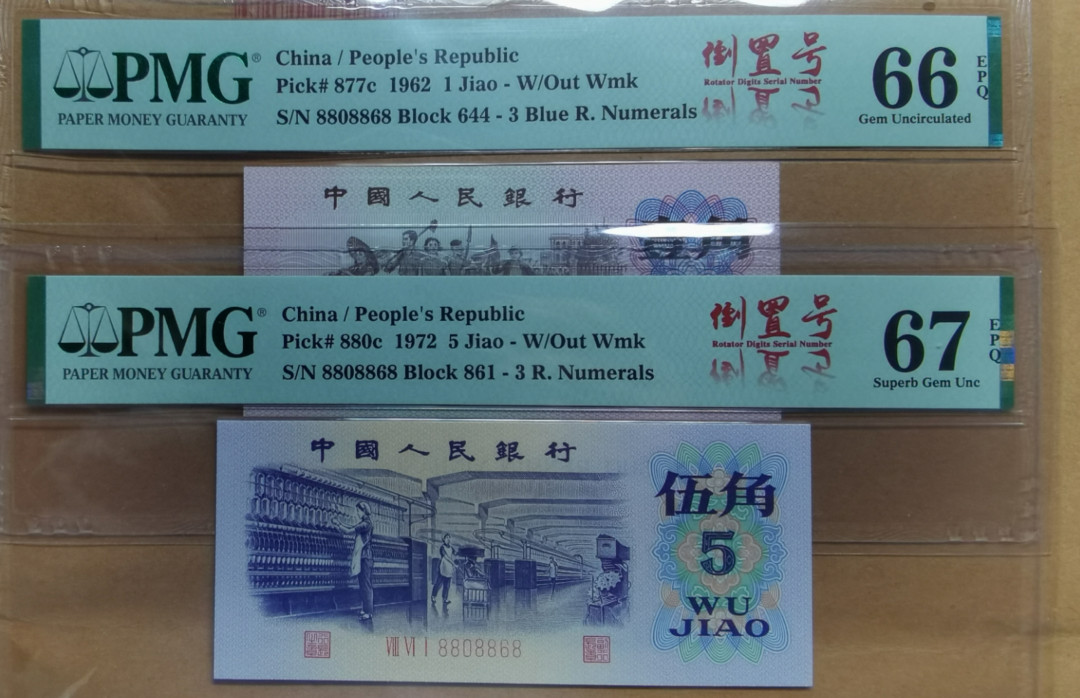 PMG®
PAPER MONEY GUARANTY
China / People's Republic
Pick# 877c 1962 1 Jiao - W/Out Wmk
S/N 8808868 Block 644 - 3 Blue R. Numerals
倒置号
Rotator Digits Serial Number
66
Gem Uncirculated
EPQ
中國人民銀行
壹角
PMG®
PAPER MONEY GUARANTY
China / People's Republic
Pick# 880c 1972 5 Jiao - W/Out Wmk
S/N 8808868 Block 861 - 3 R. Numerals
倒置号
Rotator Digits Serial Number
67
Superb Gem Unc
EPQ
中國人民銀行
伍角
5
WU
JIAO
VIII VI I 8808868